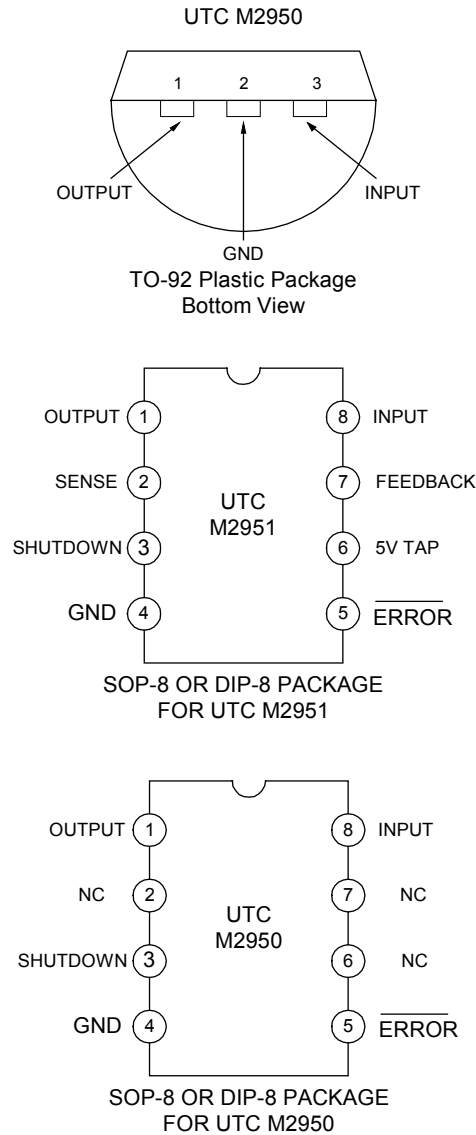 UTC M2950
1 2 3
OUTPUT INPUT
GND
TO-92 Plastic Package
Bottom View
OUTPUT 1 8 INPUT
SENSE 2 7 FEEDBACK
UTC
M2951
SHUTDOWN 3 6 5V TAP
GND 4 5 ERROR
SOP-8 OR DIP-8 PACKAGE
FOR UTC M2951
OUTPUT 1 8 INPUT
NC 2 7 NC
UTC
M2950
SHUTDOWN 3 6 NC
GND 4 5 ERROR
SOP-8 OR DIP-8 PACKAGE
FOR UTC M2950